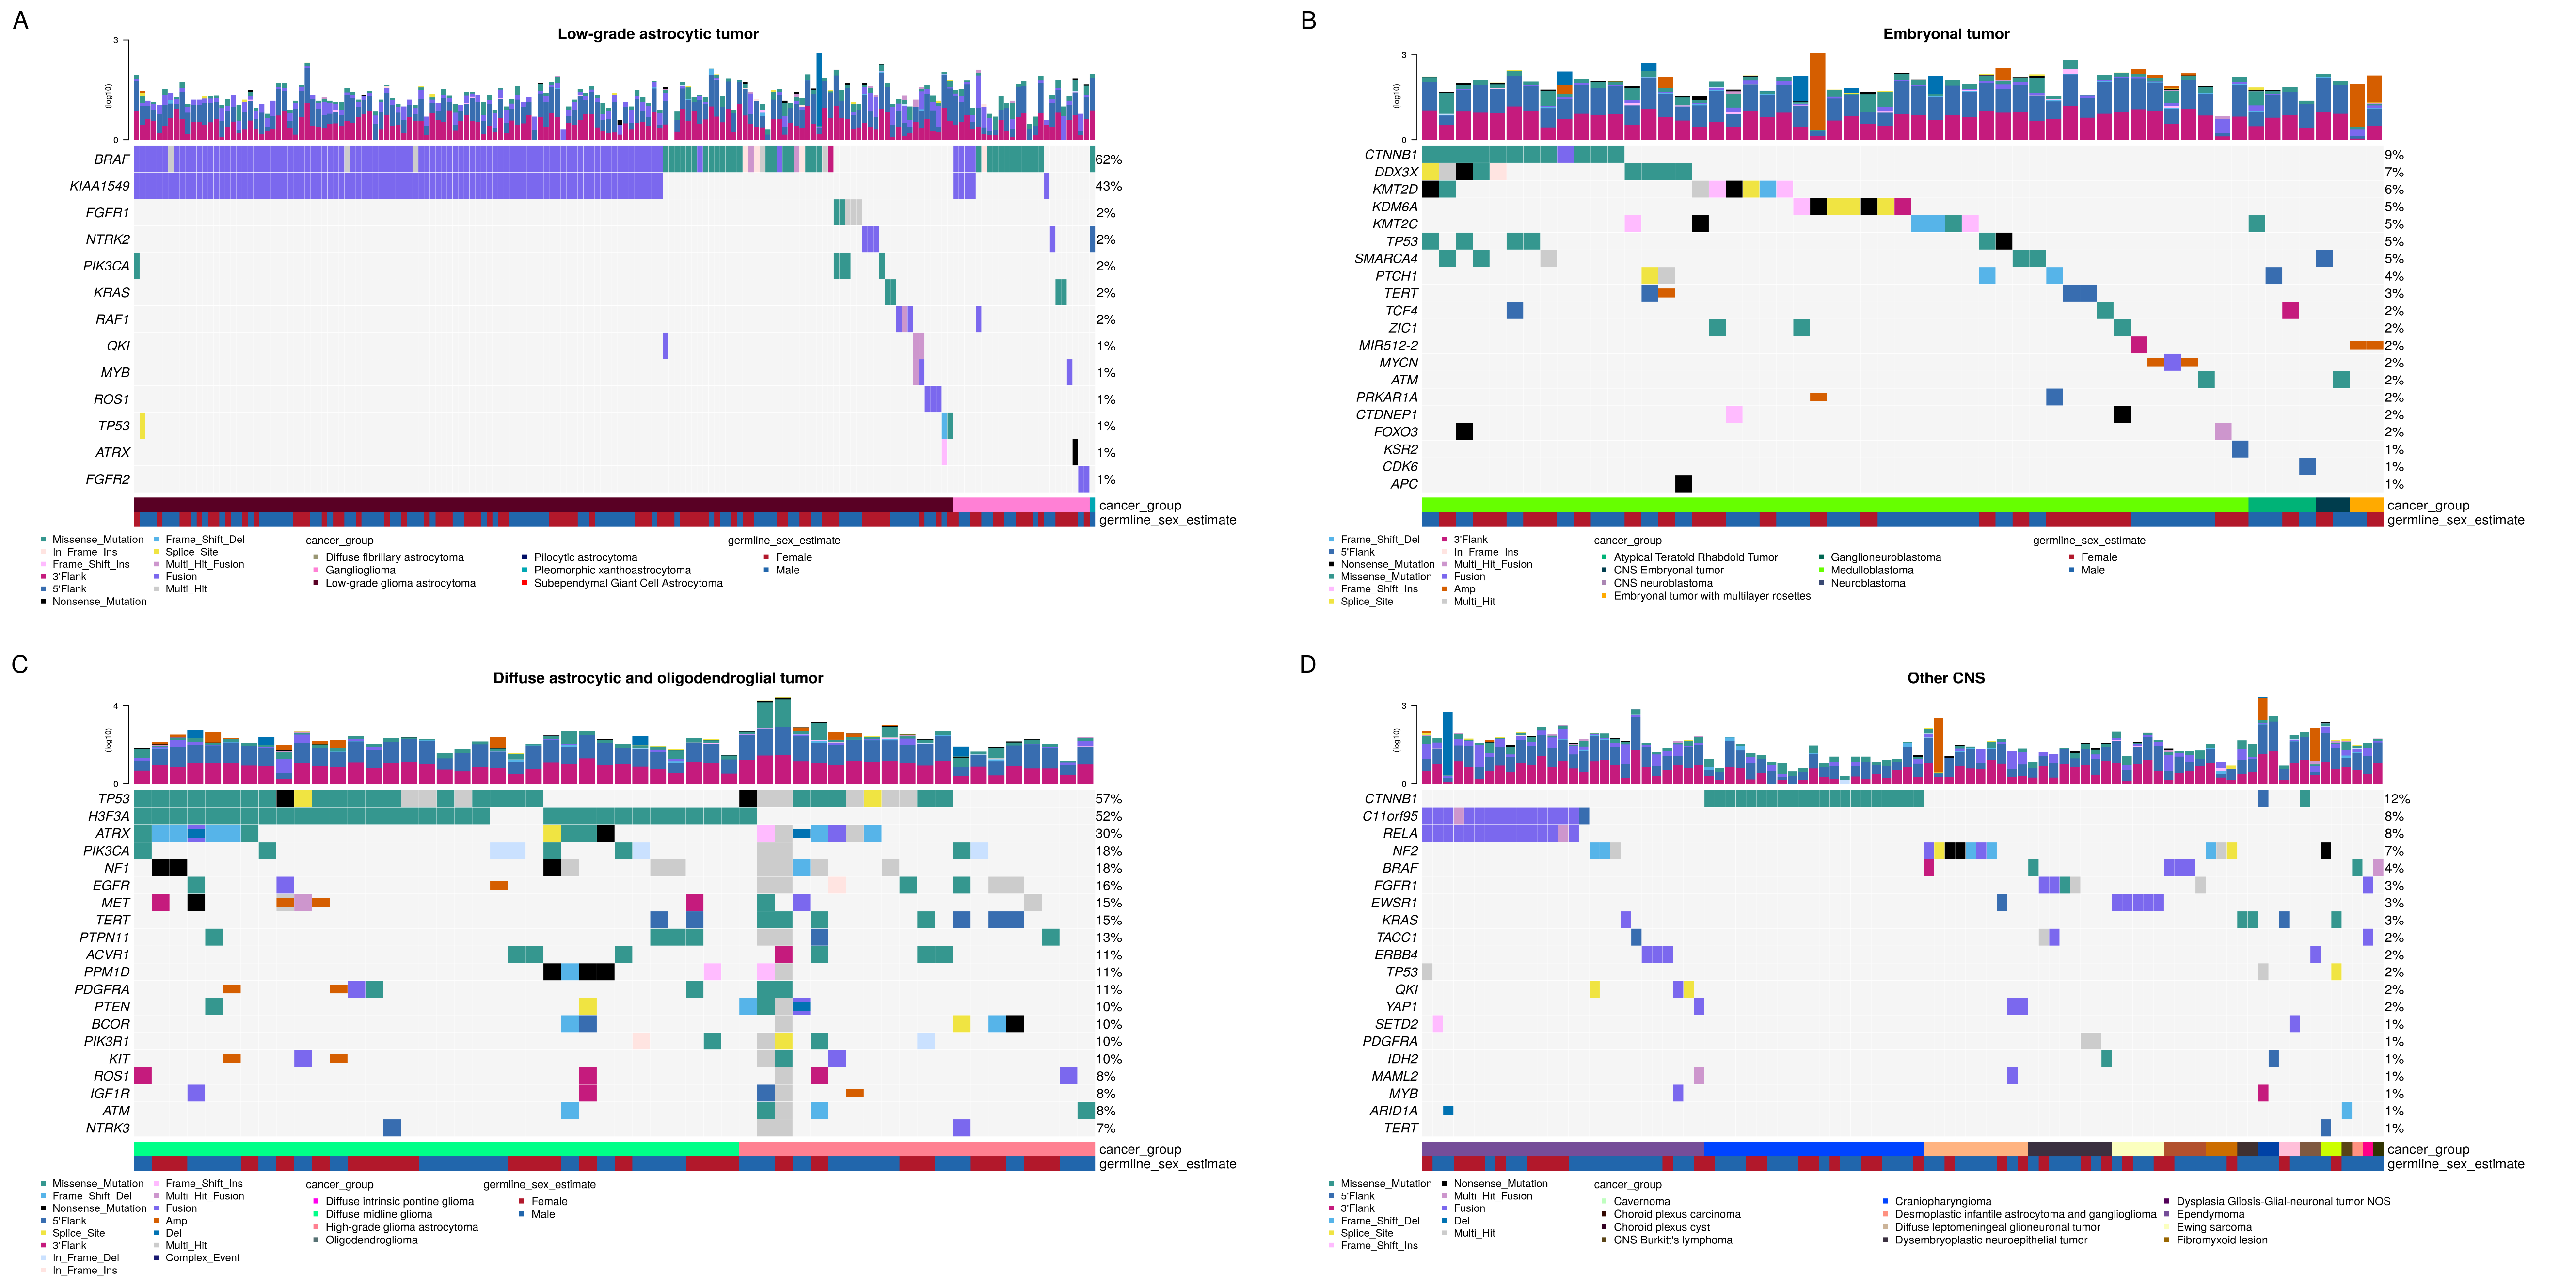 A
Low-grade astrocytic tumor
3
(log10)
0
BRAF 62%
KIAA1549 43%
FGFR1 2%
NTRK2 2%
PIK3CA 2%
KRAS 2%
RAF1 2%
QKI 1%
MYB 1%
ROS1 1%
TP53 1%
ATRX 1%
FGFR2 1%
cancer_group
germline_sex_estimate
Missense_Mutation
In_Frame_Ins
Frame_Shift_Ins
3'Flank
5'Flank
Nonsense_Mutation
Frame_Shift_Del
Splice_Site
Multi_Hit_Fusion
Fusion
Multi_Hit
cancer_group
Diffuse fibrillary astrocytoma
Ganglioglioma
Low-grade glioma astrocytoma
Pilocytic astrocytoma
Pleomorphic xanthoastrocytoma
Subependymal Giant Cell Astrocytoma
germline_sex_estimate
Female
Male
B
Embryonal tumor
3
(log10)
0
CTNNB1 9%
DDX3X 7%
KMT2D 6%
KDM6A 5%
KMT2C 5%
TP53 5%
SMARCA4 5%
PTCH1 4%
TERT 3%
TCF4 2%
ZIC1 2%
MIR512-2 2%
MYCN 2%
ATM 2%
PRKAR1A 2%
CTDNEP1 2%
FOXO3 2%
KSR2 1%
CDK6 1%
APC 1%
cancer_group
germline_sex_estimate
Frame_Shift_Del
5'Flank
Nonsense_Mutation
Missense_Mutation
Frame_Shift_Ins
Splice_Site
3'Flank
In_Frame_Ins
Multi_Hit_Fusion
Fusion
Amp
Multi_Hit
cancer_group
Atypical Teratoid Rhabdoid Tumor
CNS Embryonal tumor
CNS neuroblastoma
Embryonal tumor with multilayer rosettes
Ganglioneuroblastoma
Medulloblastoma
Neuroblastoma
germline_sex_estimate
Female
Male
C
Diffuse astrocytic and oligodendroglial tumor
4
(log10)
0
TP53 57%
H3F3A 52%
ATRX 30%
PIK3CA 18%
NF1 18%
EGFR 16%
MET 15%
TERT 15%
PTPN11 13%
ACVR1 11%
PPM1D 11%
PDGFRA 11%
PTEN 10%
BCOR 10%
PIK3R1 10%
KIT 10%
ROS1 8%
IGF1R 8%
ATM 8%
NTRK3 7%
cancer_group
germline_sex_estimate
Missense_Mutation
Frame_Shift_Del
Nonsense_Mutation
5'Flank
Splice_Site
3'Flank
In_Frame_Del
In_Frame_Ins
Frame_Shift_Ins
Multi_Hit_Fusion
Fusion
Amp
Del
Multi_Hit
Complex_Event
cancer_group
Diffuse intrinsic pontine glioma
Diffuse midline glioma
High-grade glioma astrocytoma
Oligodendroglioma
germline_sex_estimate
Female
Male
D
Other CNS
3
(log10)
0
CTNNB1 12%
C11orf95 8%
RELA 8%
NF2 7%
BRAF 4%
FGFR1 3%
EWSR1 3%
KRAS 3%
TACC1 2%
ERBB4 2%
TP53 2%
QKI 2%
YAP1 2%
SETD2 1%
PDGFRA 1%
IDH2 1%
MAML2 1%
MYB 1%
ARID1A 1%
TERT 1%
cancer_group
germline_sex_estimate
Missense_Mutation
5'Flank
3'Flank
Frame_Shift_Del
Splice_Site
Frame_Shift_Ins
Nonsense_Mutation
Multi_Hit_Fusion
Fusion
Del
Multi_Hit
cancer_group
Cavernoma
Choroid plexus carcinoma
Choroid plexus cyst
CNS Burkitt's lymphoma
Craniopharyngioma
Desmoplastic infantile astrocytoma and ganglioglioma
Diffuse leptomeningeal glioneuronal tumor
Dysembryoplastic neuroepithelial tumor
Dysplasia Gliosis-Glial-neuronal tumor NOS
Ependymoma
Ewing sarcoma
Fibromyxoid lesion